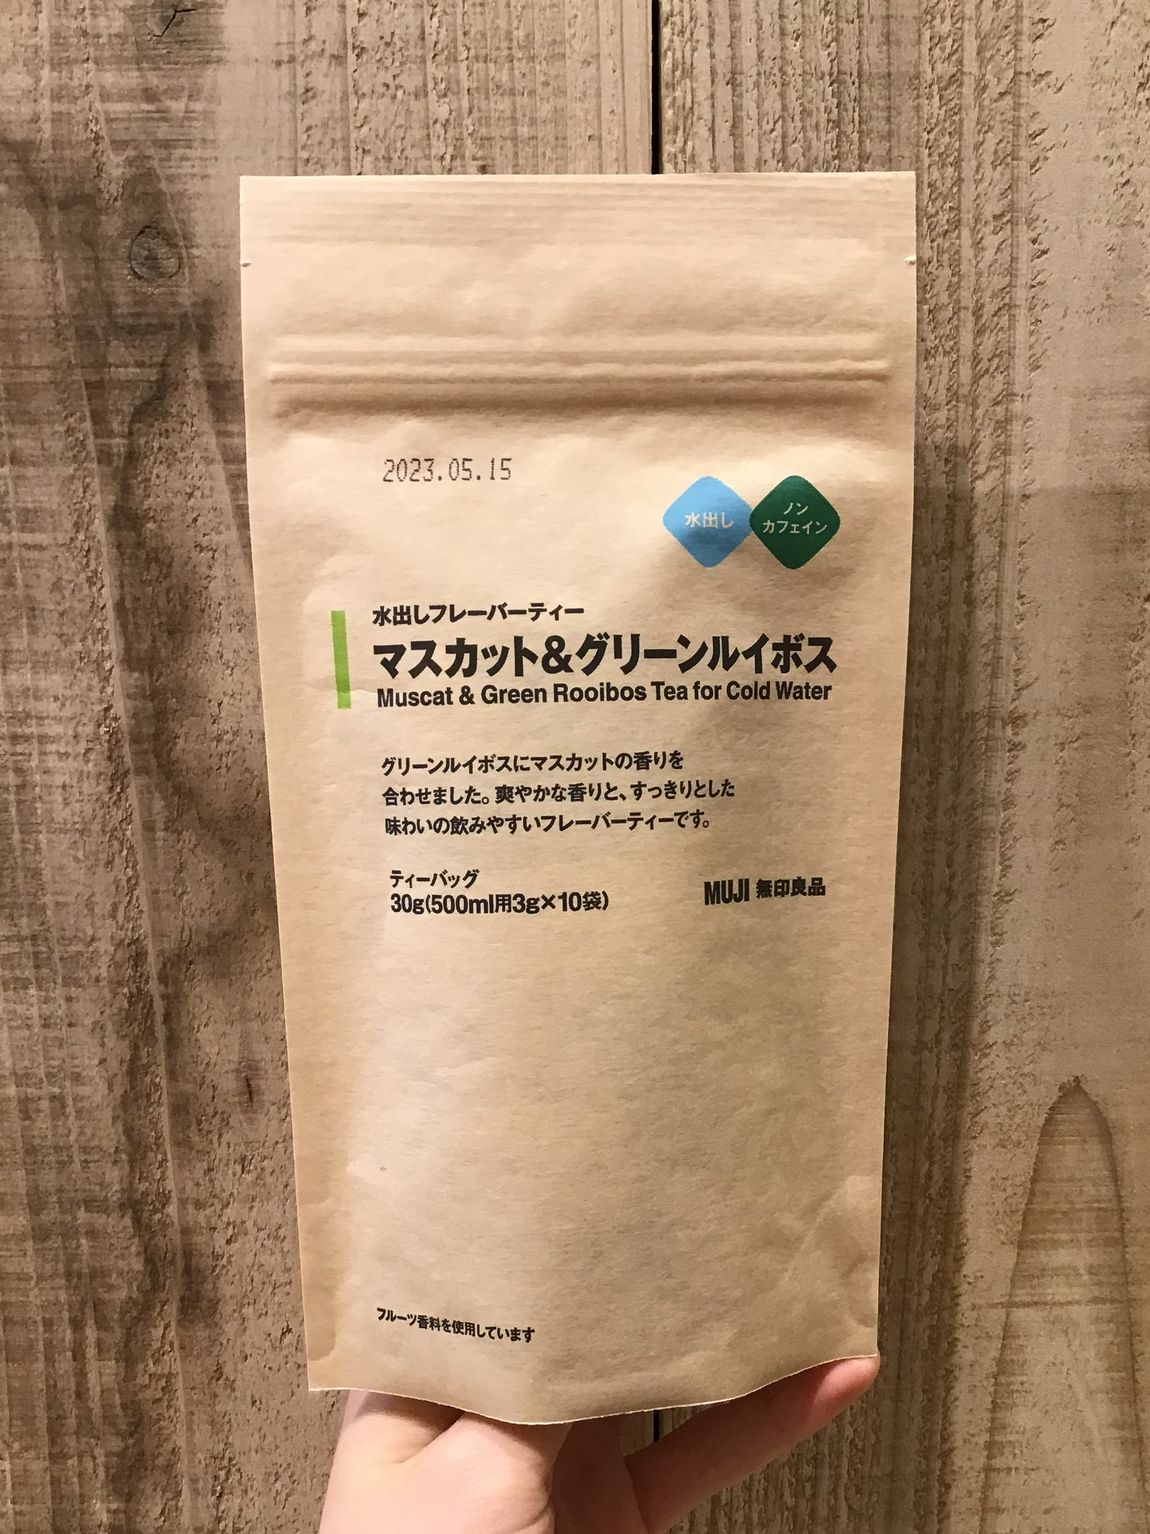 2023.05.15
水出し
ノン
カフェイン
水出しフレーバーティー
マスカット&グリーンルイボス
Muscat & Green Rooibos Tea for Cold Water
グリーンルイボスにマスカットの香りを
合わせました。爽やかな香りと、すっきりとした
味わいの飲みやすいフレーバーティーです。
ティーバッグ
30g(500ml用3g×10袋)
MUJI 無印良品
フルーツ香料を使用しています